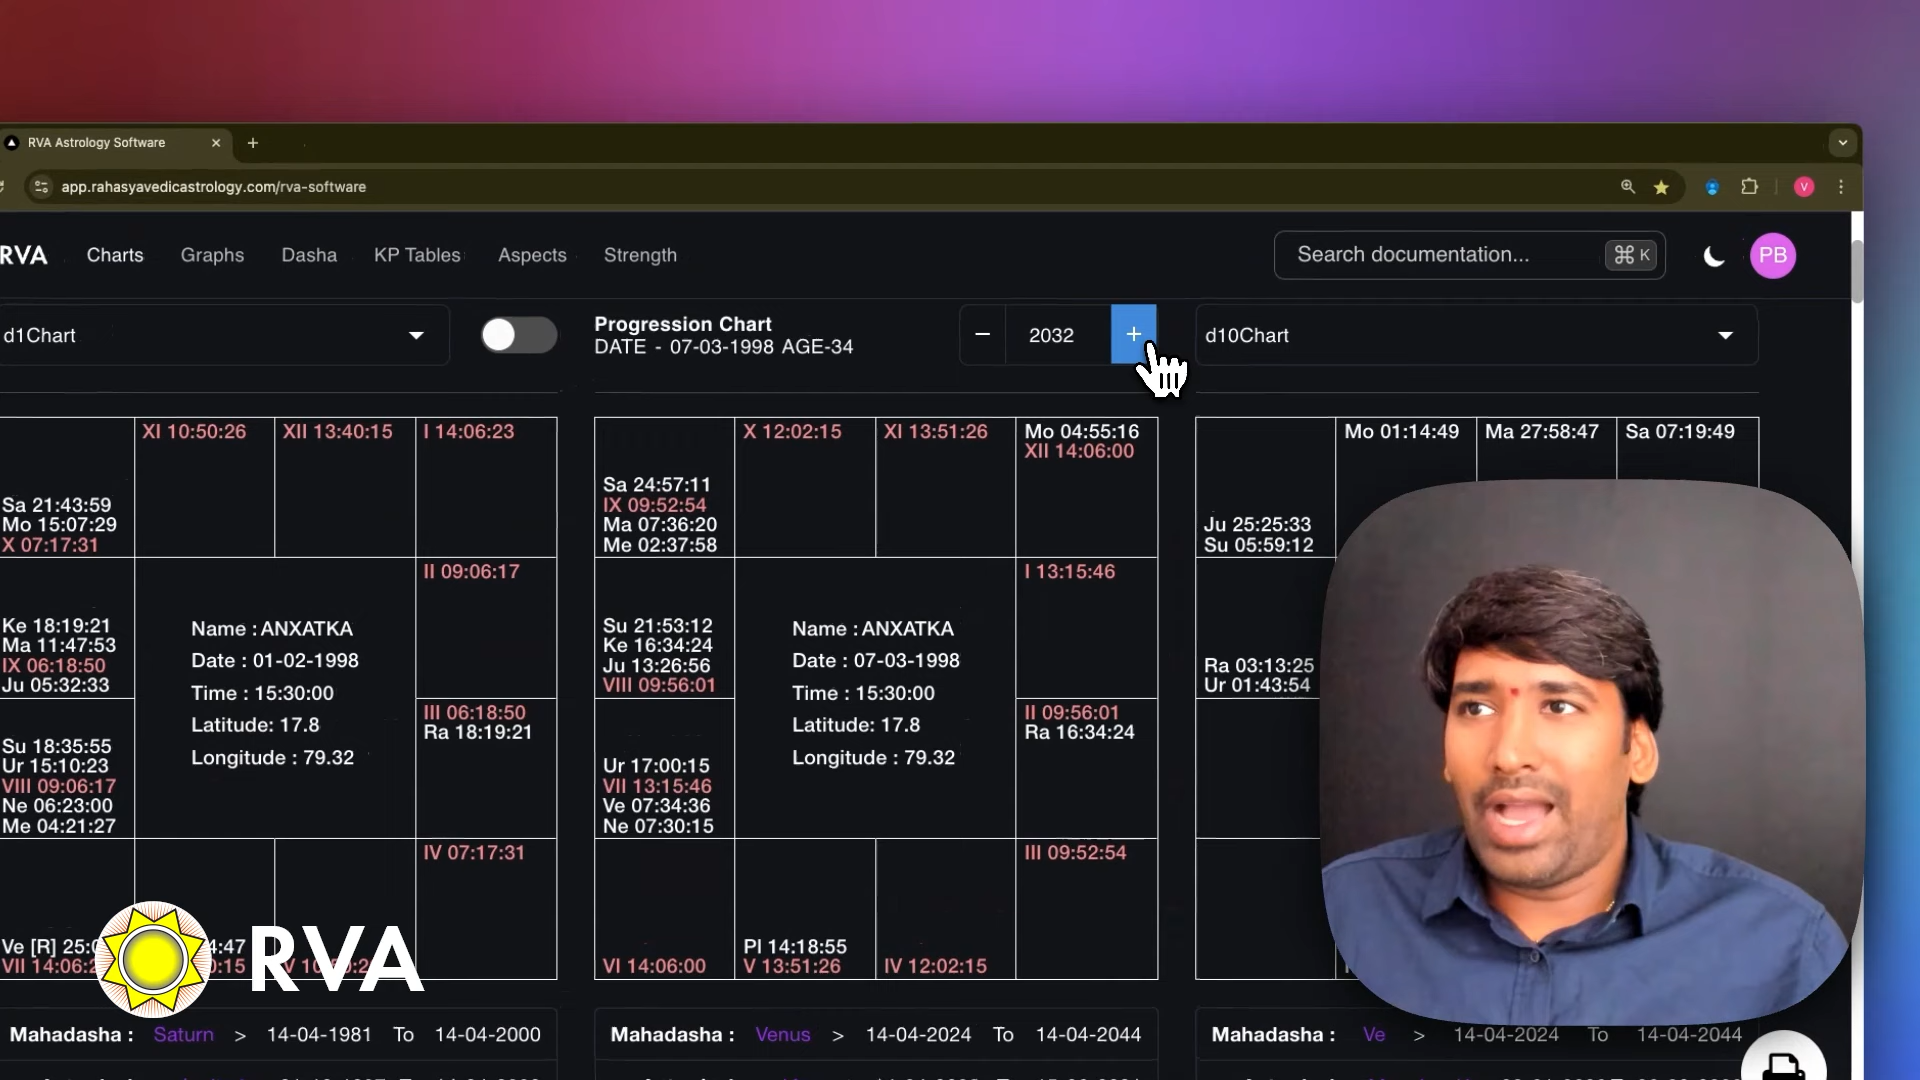 RVA Astrology Software
app.rahasyavedicastrology.com/rva-software
RVA Charts Graphs Dasha KP Tables Aspects Strength
Search documentation... ⌘ K
PB
V
d1Chart
Progression Chart
DATE - 07-03-1998 AGE-34
− 2032 +
d10Chart
XI 10:50:26
XII 13:40:15
I 14:06:23
Sa 21:43:59
Mo 15:07:29
X 07:17:31
II 09:06:17
Ke 18:19:21
Ma 11:47:53
IX 06:18:50
Ju 05:32:33
Name : ANXATKA
Date : 01-02-1998
Time : 15:30:00
Latitude: 17.8
Longitude : 79.32
III 06:18:50
Ra 18:19:21
Su 18:35:55
Ur 15:10:23
VIII 09:06:17
Ne 06:23:00
Me 04:21:27
IV 07:17:31
Ve [R]
VII 14:06:
RVA
X 12:02:15
XI 13:51:26
Mo 04:55:16
XII 14:06:00
Sa 24:57:11
IX 09:52:54
Ma 07:36:20
Me 02:37:58
I 13:15:46
Su 21:53:12
Ke 16:34:24
Ju 13:26:56
VIII 09:56:01
Name : ANXATKA
Date : 07-03-1998
Time : 15:30:00
Latitude: 17.8
Longitude : 79.32
II 09:56:01
Ra 16:34:24
Ur 17:00:15
VII 13:15:46
Ve 07:34:36
Ne 07:30:15
III 09:52:54
VI 14:06:00
Pl 14:18:55
V 13:51:26
IV 12:02:15
Mo 01:14:49
Ma 27:58:47
Sa 07:19:49
Ju 25:25:33
Su 05:59:12
Ra 03:13:25
Ur 01:43:54
Mahadasha : Saturn > 14-04-1981 To 14-04-2000
Mahadasha : Venus > 14-04-2024 To 14-04-2044
Mahadasha : Ve > 14-04-2024 To 14-04-2044